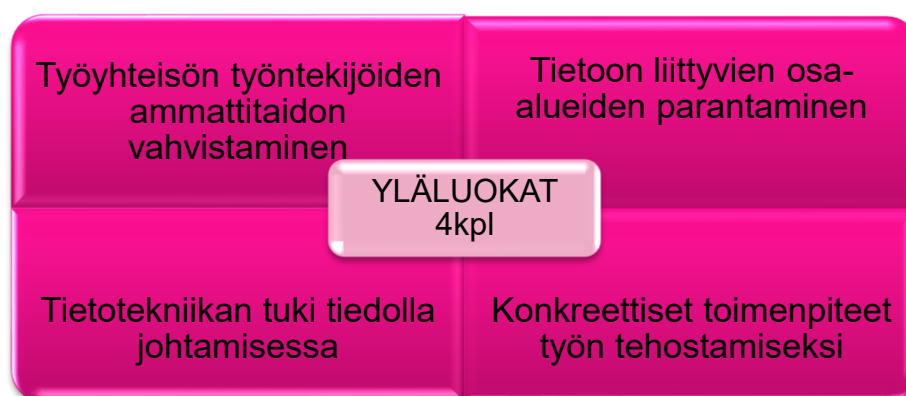 Työyhteisön työntekijöiden
ammattitaidon
vahvistaminen
Tietoon liittyvien osa-
alueiden parantaminen
YLÄLUOKAT
4kpl
Tietotekniikan tuki tiedolla
johtamisessa
Konkreettiset toimenpiteet
työn tehostamiseksi